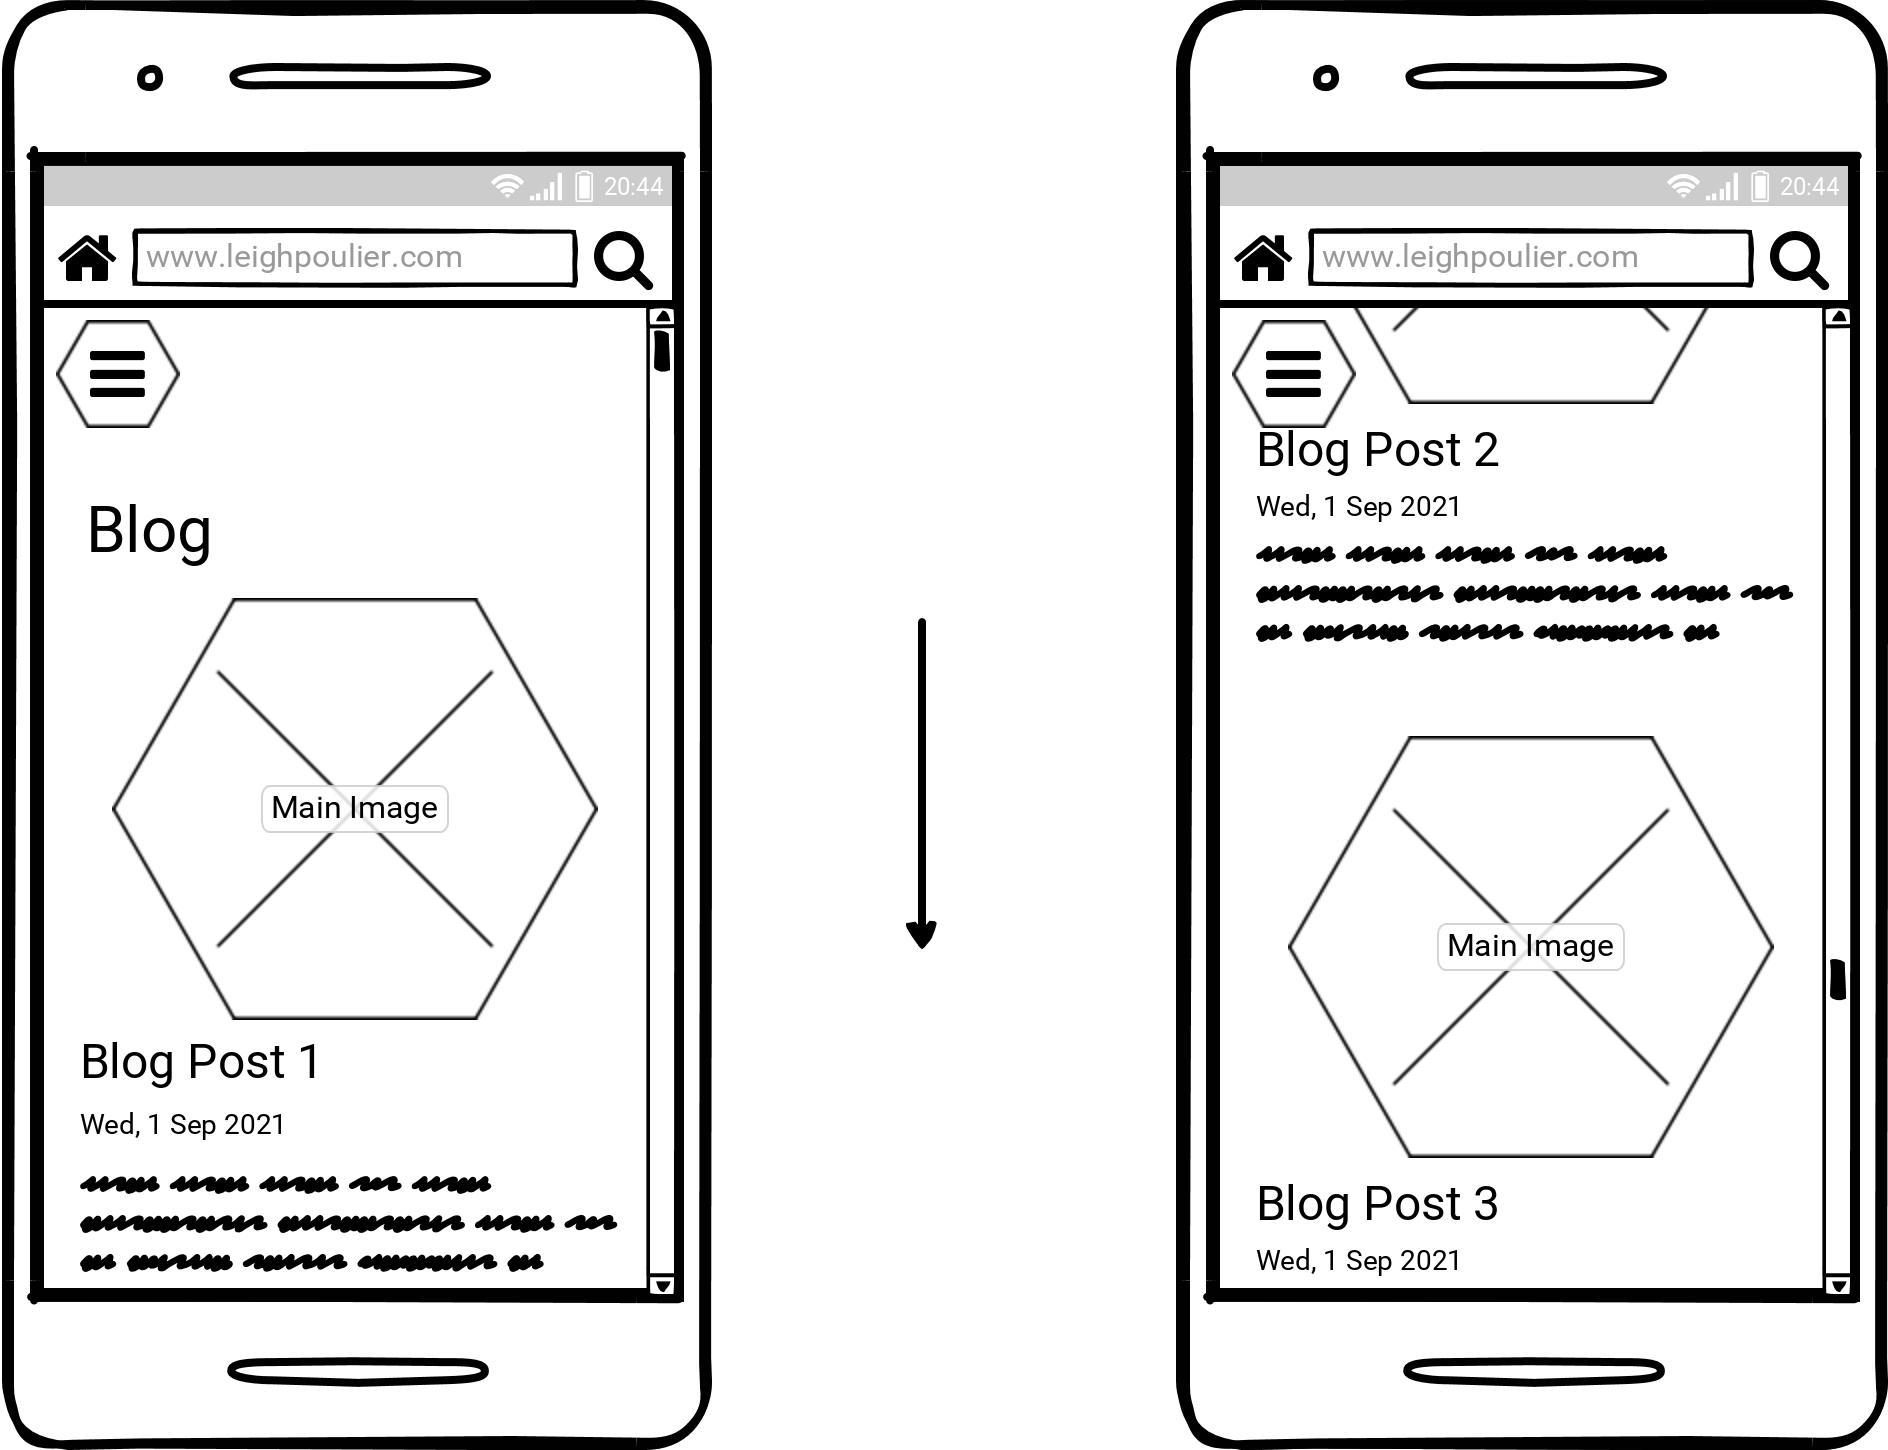 20:44
www.leighpoulier.com
Blog
Main Image
Blog Post 1
Wed, 1 Sep 2021
20:44
www.leighpoulier.com
Blog Post 2
Wed, 1 Sep 2021
Main Image
Blog Post 3
Wed, 1 Sep 2021